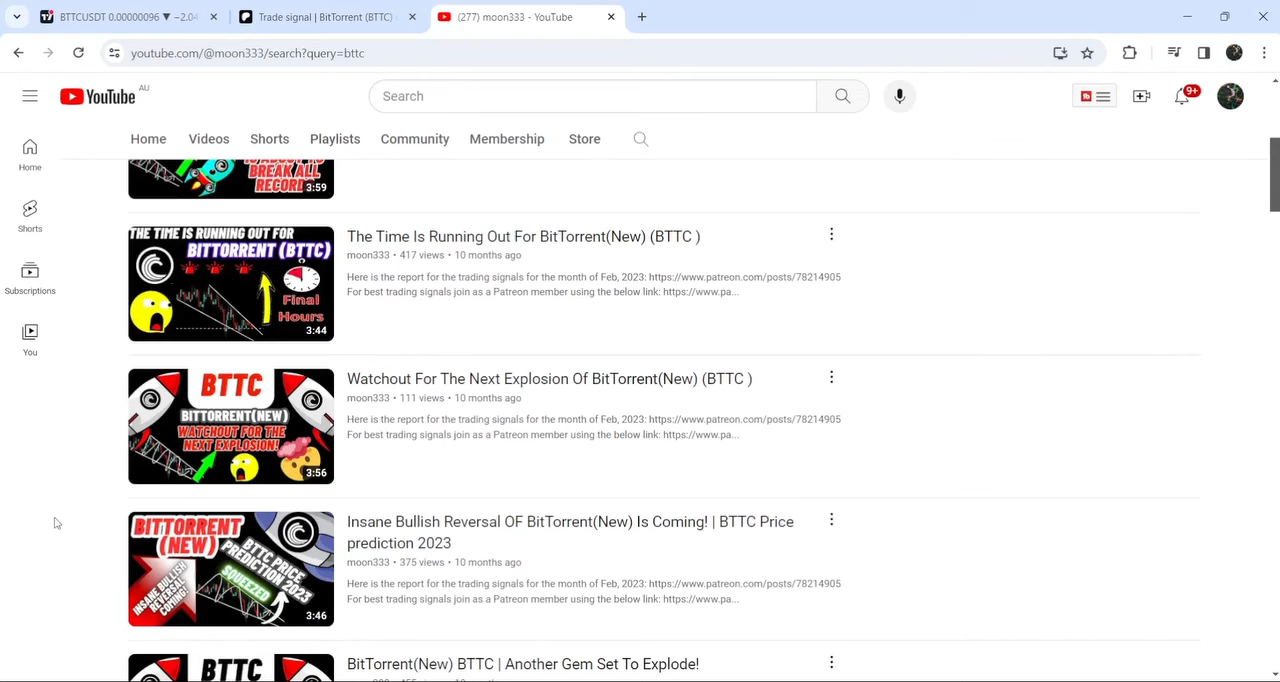 BTTCUSDT 0.00000096 ▼ −2.04
Trade signal | BitTorrent (BTTC)
YouTube
youtube.com/@moon333/search?query=bttc
YouTube AU
Search
9+
Home Videos Shorts Playlists Community Membership Store
Home
Shorts
Subscriptions
You
BREAK ALL
3:59
THE TIME IS RUNNING OUT FOR
BITTORRENT (BTTC)
Final
Hours
3:44
The Time Is Running Out For BitTorrent(New) (BTTC )
moon333 • 417 views • 10 months ago
Here is the report for the trading signals for the month of Feb, 2023: https://www.patreon.com/posts/78214905
For best trading signals join as a Patreon member using the below link: https://www.pa...
BTTC
BITTORRENT(NEW)
WATCHOUT FOR THE
NEXT EXPLOSION!
3:56
Watchout For The Next Explosion Of BitTorrent(New) (BTTC )
moon333 • 111 views • 10 months ago
Here is the report for the trading signals for the month of Feb, 2023: https://www.patreon.com/posts/78214905
For best trading signals join as a Patreon member using the below link: https://www.pa...
BITTORRENT
(NEW)
BTTC PRICE
PREDICTION 2023
SQUEEZED
INSANE BULLISH
REVERSAL
COMING!
3:46
Insane Bullish Reversal OF BitTorrent(New) Is Coming! | BTTC Price
prediction 2023
moon333 • 375 views • 10 months ago
Here is the report for the trading signals for the month of Feb, 2023: https://www.patreon.com/posts/78214905
For best trading signals join as a Patreon member using the below link: https://www.pa...
BTTC
BitTorrent(New) BTTC | Another Gem Set To Explode!